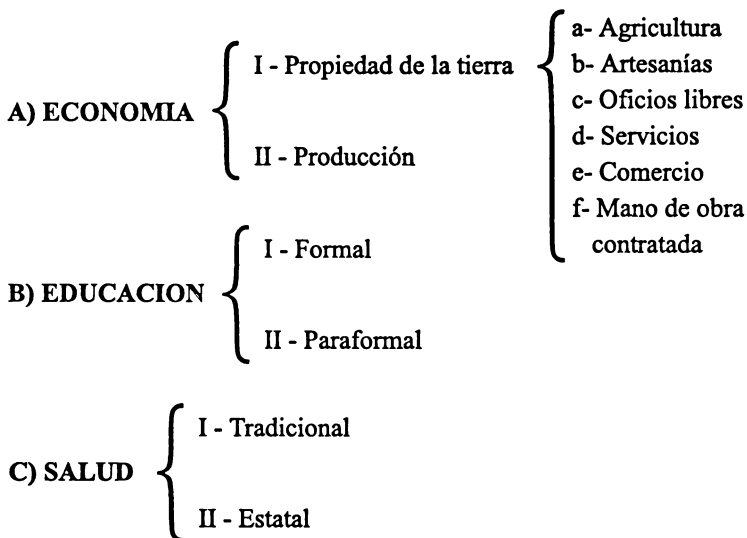 A) ECONOMIA
I - Propiedad de la tierra
a- Agricultura
b- Artesanías
c- Oficios libres
d- Servicios
e- Comercio
f- Mano de obra
contratada
II - Producción
B) EDUCACION
I - Formal
II - Paraformal
C) SALUD
I - Tradicional
II - Estatal